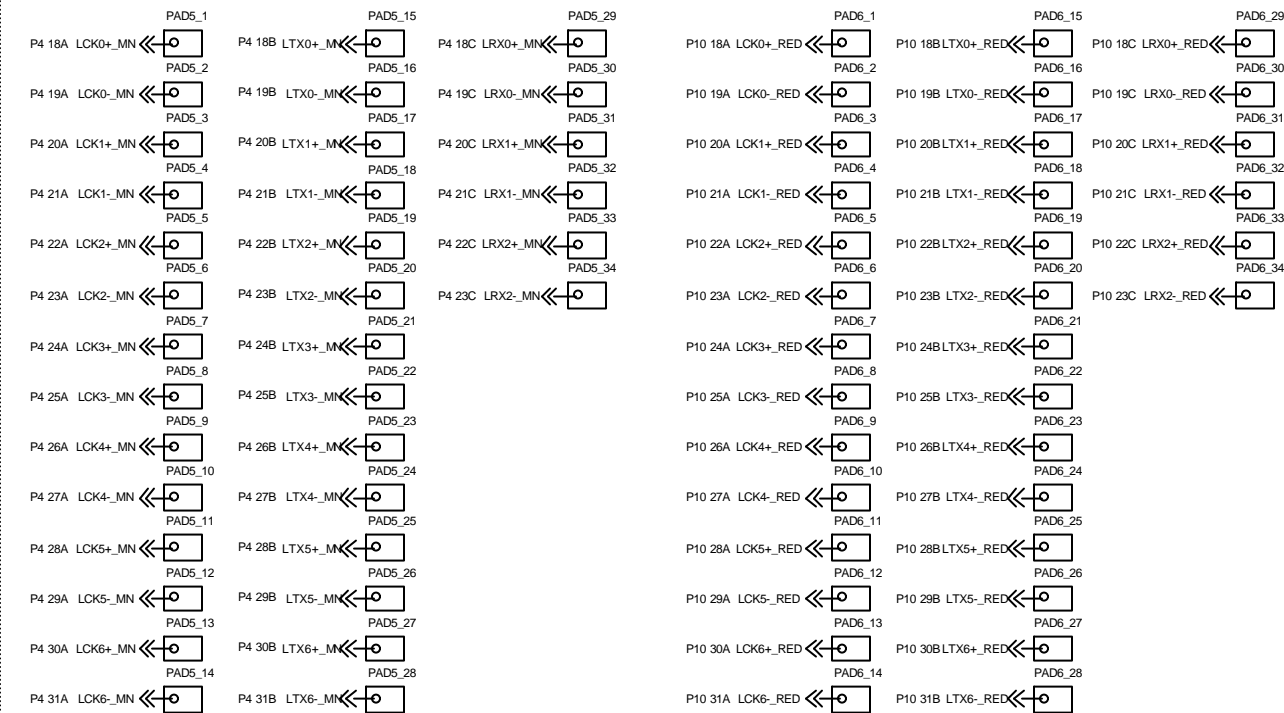 PAD5_1 PAD5_15 PAD5_29 PAD6_1 PAD6_15 PAD6_29
P4 18A LCK0+_MN P4 18B LTX0+_MN P4 18C LRX0+_MN P10 18A LCK0+_RED P10 18B LTX0+_RED P10 18C LRX0+_RED
PAD5_2 PAD5_16 PAD5_30 PAD6_2 PAD6_16 PAD6_30
P4 19A LCK0-_MN P4 19B LTX0-_MN P4 19C LRX0-_MN P10 19A LCK0-_RED P10 19B LTX0-_RED P10 19C LRX0-_RED
PAD5_3 PAD5_17 PAD5_31 PAD6_3 PAD6_17 PAD6_31
P4 20A LCK1+_MN P4 20B LTX1+_MN P4 20C LRX1+_MN P10 20A LCK1+_RED P10 20B LTX1+_RED P10 20C LRX1+_RED
PAD5_4 PAD5_18 PAD5_32 PAD6_4 PAD6_18 PAD6_32
P4 21A LCK1-_MN P4 21B LTX1-_MN P4 21C LRX1-_MN P10 21A LCK1-_RED P10 21B LTX1-_RED P10 21C LRX1-_RED
PAD5_5 PAD5_19 PAD5_33 PAD6_5 PAD6_19 PAD6_33
P4 22A LCK2+_MN P4 22B LTX2+_MN P4 22C LRX2+_MN P10 22A LCK2+_RED P10 22B LTX2+_RED P10 22C LRX2+_RED
PAD5_6 PAD5_20 PAD5_34 PAD6_6 PAD6_20 PAD6_34
P4 23A LCK2-_MN P4 23B LTX2-_MN P4 23C LRX2-_MN P10 23A LCK2-_RED P10 23B LTX2-_RED P10 23C LRX2-_RED
PAD5_7 PAD5_21 PAD6_7 PAD6_21
P4 24A LCK3+_MN P4 24B LTX3+_MN P10 24A LCK3+_RED P10 24B LTX3+_RED
PAD5_8 PAD5_22 PAD6_8 PAD6_22
P4 25A LCK3-_MN P4 25B LTX3-_MN P10 25A LCK3-_RED P10 25B LTX3-_RED
PAD5_9 PAD5_23 PAD6_9 PAD6_23
P4 26A LCK4+_MN P4 26B LTX4+_MN P10 26A LCK4+_RED P10 26B LTX4+_RED
PAD5_10 PAD5_24 PAD6_10 PAD6_24
P4 27A LCK4-_MN P4 27B LTX4-_MN P10 27A LCK4-_RED P10 27B LTX4-_RED
PAD5_11 PAD5_25 PAD6_11 PAD6_25
P4 28A LCK5+_MN P4 28B LTX5+_MN P10 28A LCK5+_RED P10 28B LTX5+_RED
PAD5_12 PAD5_26 PAD6_12 PAD6_26
P4 29A LCK5-_MN P4 29B LTX5-_MN P10 29A LCK5-_RED P10 29B LTX5-_RED
PAD5_13 PAD5_27 PAD6_13 PAD6_27
P4 30A LCK6+_MN P4 30B LTX6+_MN P10 30A LCK6+_RED P10 30B LTX6+_RED
PAD5_14 PAD5_28 PAD6_14 PAD6_28
P4 31A LCK6-_MN P4 31B LTX6-_MN P10 31A LCK6-_RED P10 31B LTX6-_RED